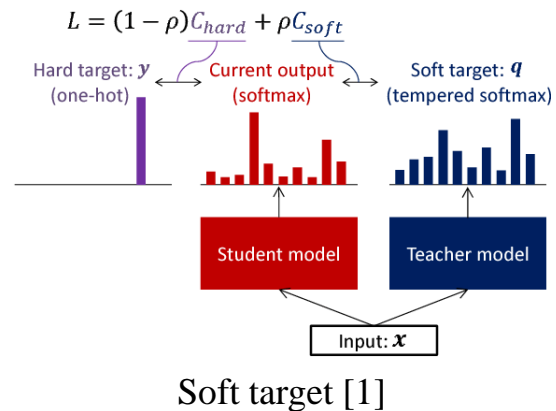 L = (1 − ρ)C_hard + ρC_soft
Hard target: y
(one-hot)
Current output
(softmax)
Soft target: q
(tempered softmax)
Student model
Teacher model
Input: x
Soft target [1]